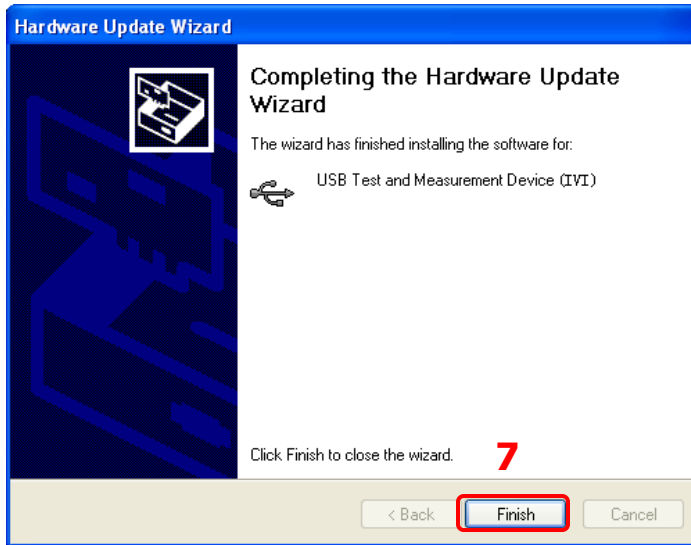 Hardware Update Wizard
Completing the Hardware Update
Wizard
The wizard has finished installing the software for:
USB Test and Measurement Device (IVI)
Click Finish to close the wizard.
7
< Back Finish Cancel